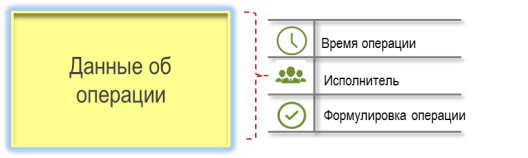 Данные об
операции
Время операции
Исполнитель
Формулировка операции